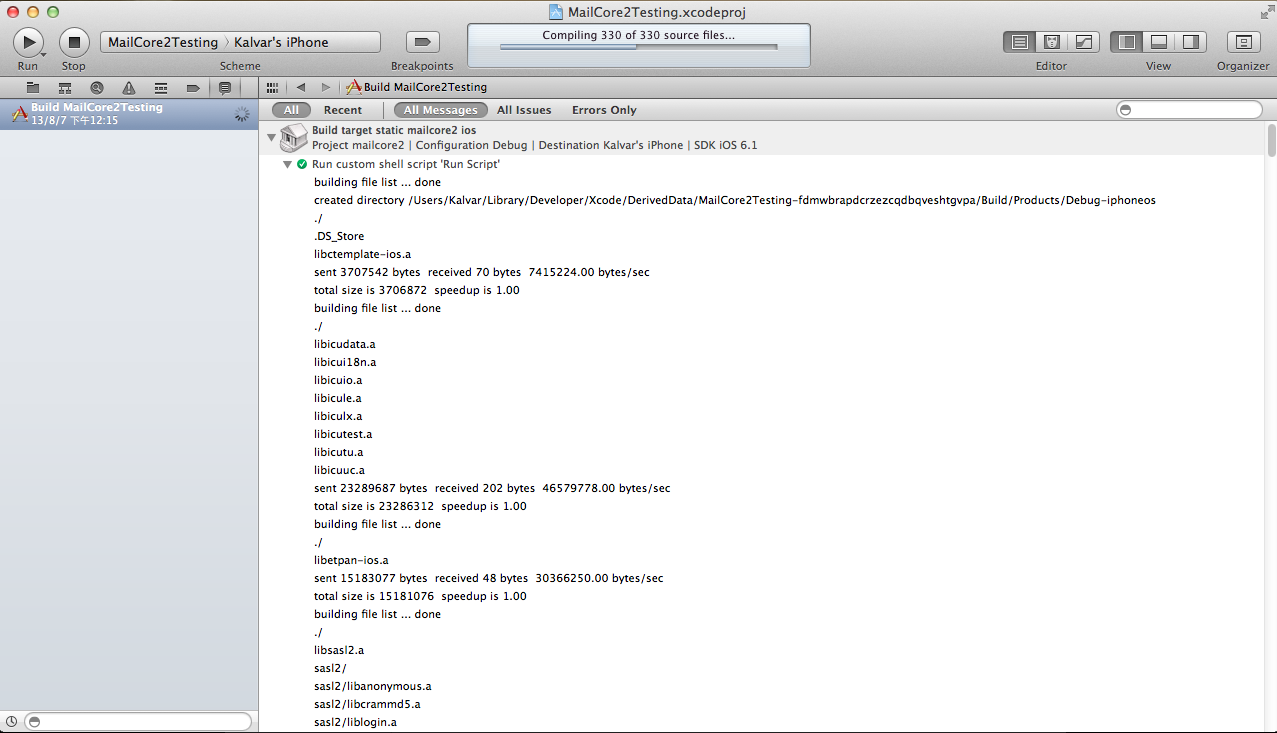 MailCore2Testing.xcodeproj
MailCore2Testing 〉 Kalvar's iPhone
Compiling 330 of 330 source files...
Run
Stop
Scheme
Breakpoints
Editor
View
Organizer
Build MailCore2Testing
Build MailCore2Testing
13/8/7 下午12:15
All
Recent
All Messages
All Issues
Errors Only
Build target static mailcore2 ios
Project mailcore2 | Configuration Debug | Destination Kalvar's iPhone | SDK iOS 6.1
Run custom shell script 'Run Script'
building file list ... done
created directory /Users/Kalvar/Library/Developer/Xcode/DerivedData/MailCore2Testing-fdmwbrapdcrzezcqdbqveshtgvpa/Build/Products/Debug-iphoneos
./
.DS_Store
libctemplate-ios.a
sent 3707542 bytes  received 70 bytes  7415224.00 bytes/sec
total size is 3706872  speedup is 1.00
building file list ... done
./
libicudata.a
libicui18n.a
libicuio.a
libicule.a
libiculx.a
libicutest.a
libicutu.a
libicuuc.a
sent 23289687 bytes  received 202 bytes  46579778.00 bytes/sec
total size is 23286312  speedup is 1.00
building file list ... done
./
libetpan-ios.a
sent 15183077 bytes  received 48 bytes  30366250.00 bytes/sec
total size is 15181076  speedup is 1.00
building file list ... done
./
libsasl2.a
sasl2/
sasl2/libanonymous.a
sasl2/libcrammd5.a
sasl2/liblogin.a